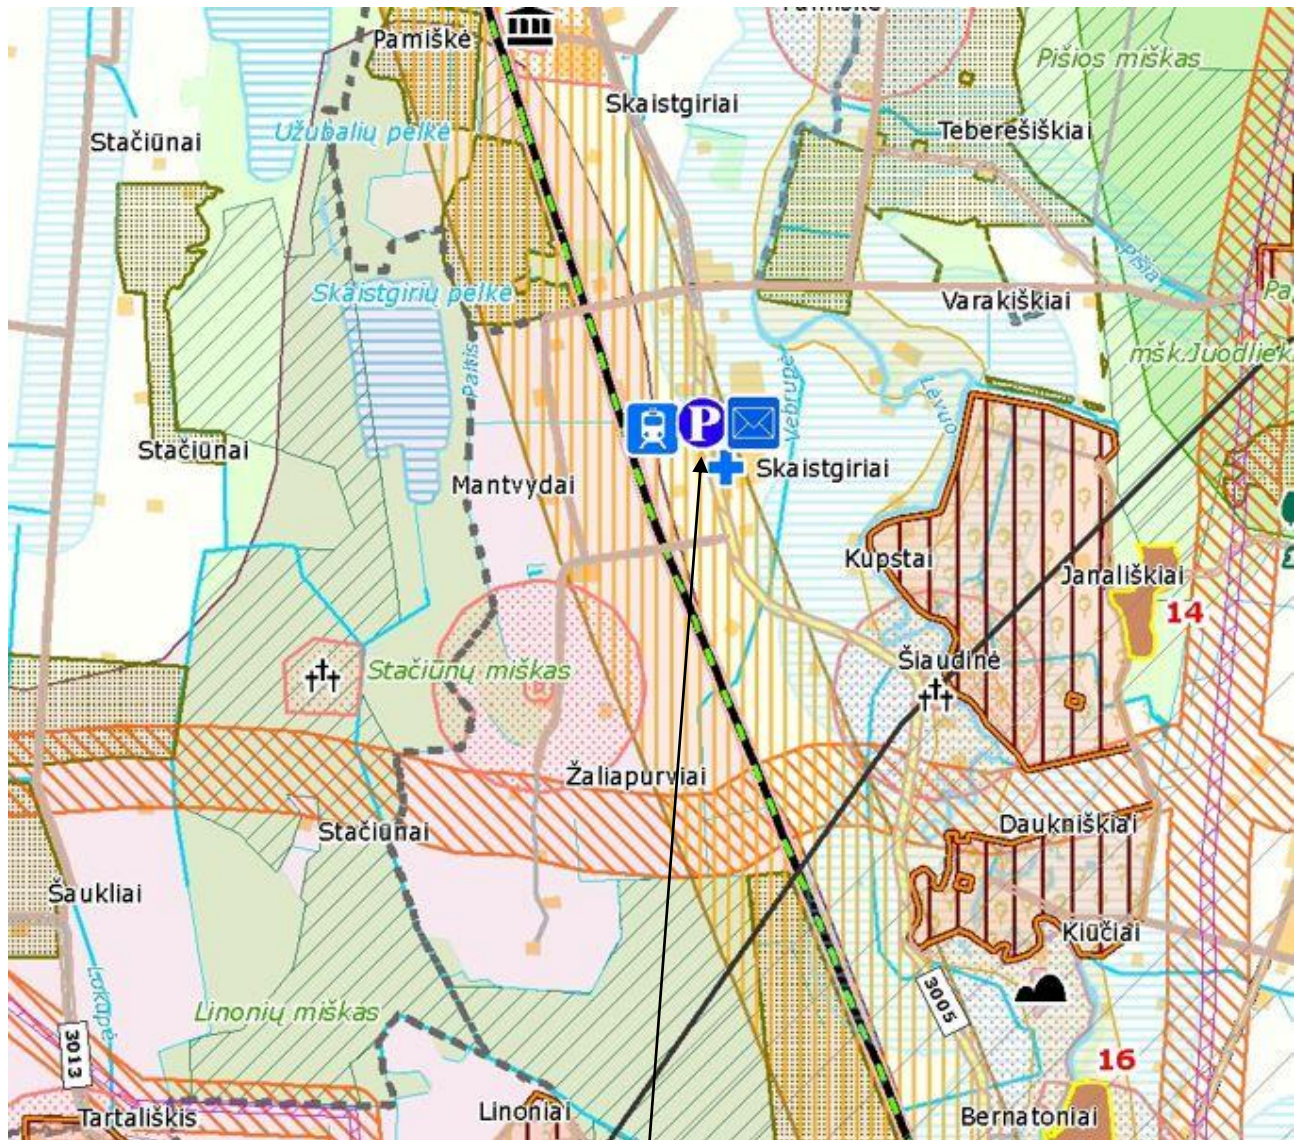 Pamiškė
Skaistgiriai
Pišios miškas
Stačiūnai
Užubalių pelkė
Teberešiškiai
Pišia
Skaistgirių pelkė
Varakiškiai
mšk.Juodliek
Paltis
Vebrupė
Lėvuo
P
Stačiūnai
Mantvydai
Skaistgiriai
Kupstai
Janališkiai
14
Stačiūnų miškas
Šiaudinė
Žaliapurviai
Stačiūnai
Daukniškiai
Šaukliai
Kiūčiai
Lokupė
Linonių miškas
3005
3013
16
Tartališkis
Linoniai
Bernatoniai